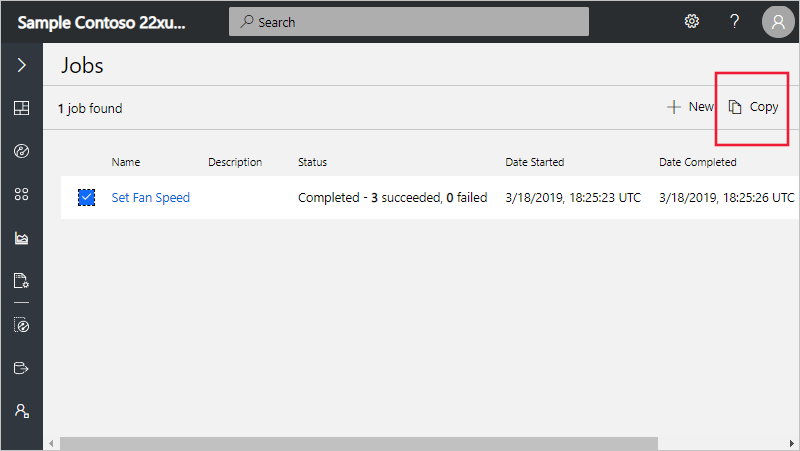 Sample Contoso 22xu...
Search
?
Jobs
1 job found
New
Copy
Name Description Status Date Started Date Completed
Set Fan Speed Completed - 3 succeeded, 0 failed 3/18/2019, 18:25:23 UTC 3/18/2019, 18:25:26 UTC